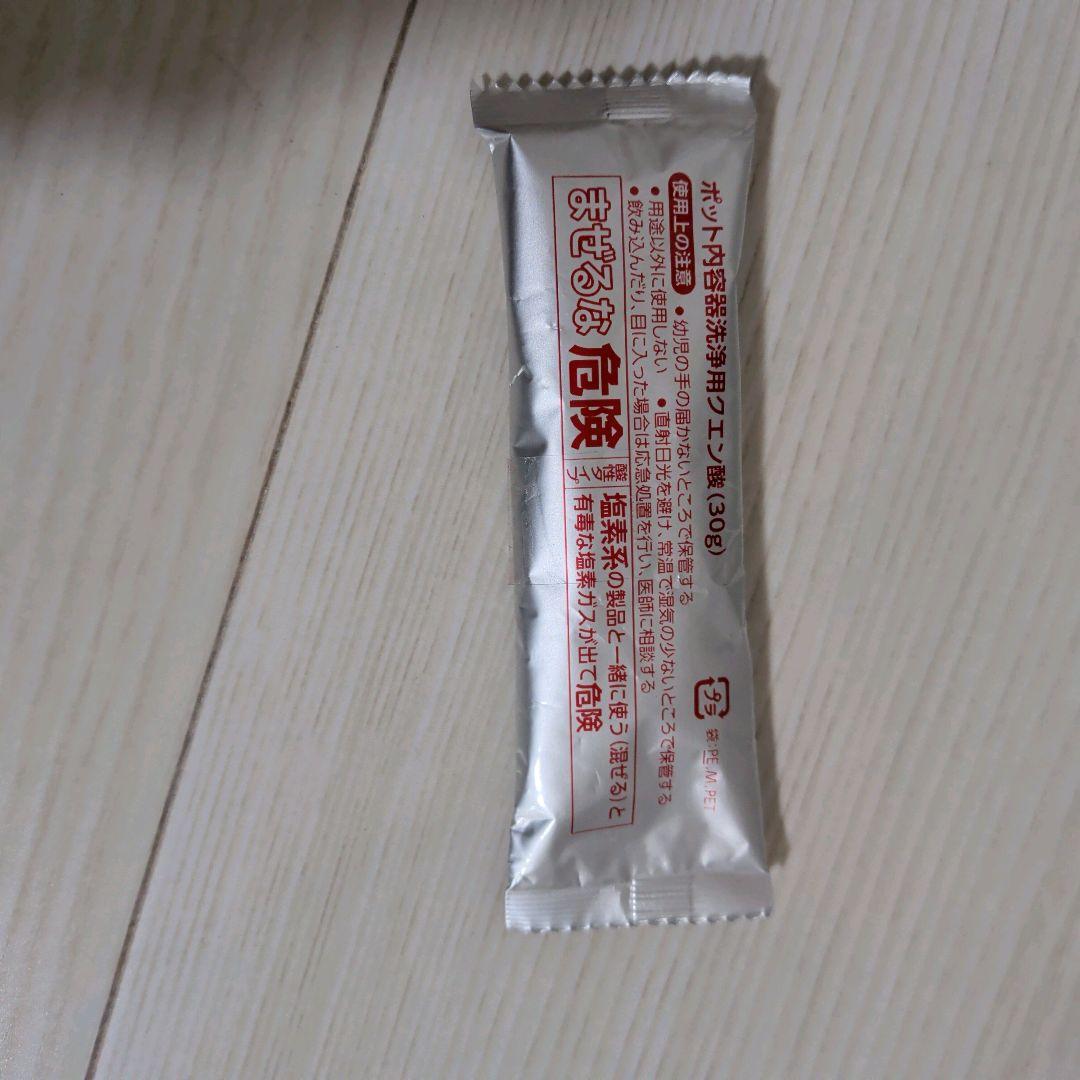 ポット内容器洗浄用クエン酸(30g)
使用上の注意 ●幼児の手の届かないところで保管する
●用途以外に使用しない ●直射日光を避け、常温で湿気の少ないところで保管する
●飲み込んだり、目に入った場合は応急処置を行い、医師に相談する
まぜるな危険
酸性タイプ
塩素系の製品と一緒に使う(混ぜる)と
有毒な塩素ガスが出て危険
プラ
袋:PE,M,PET